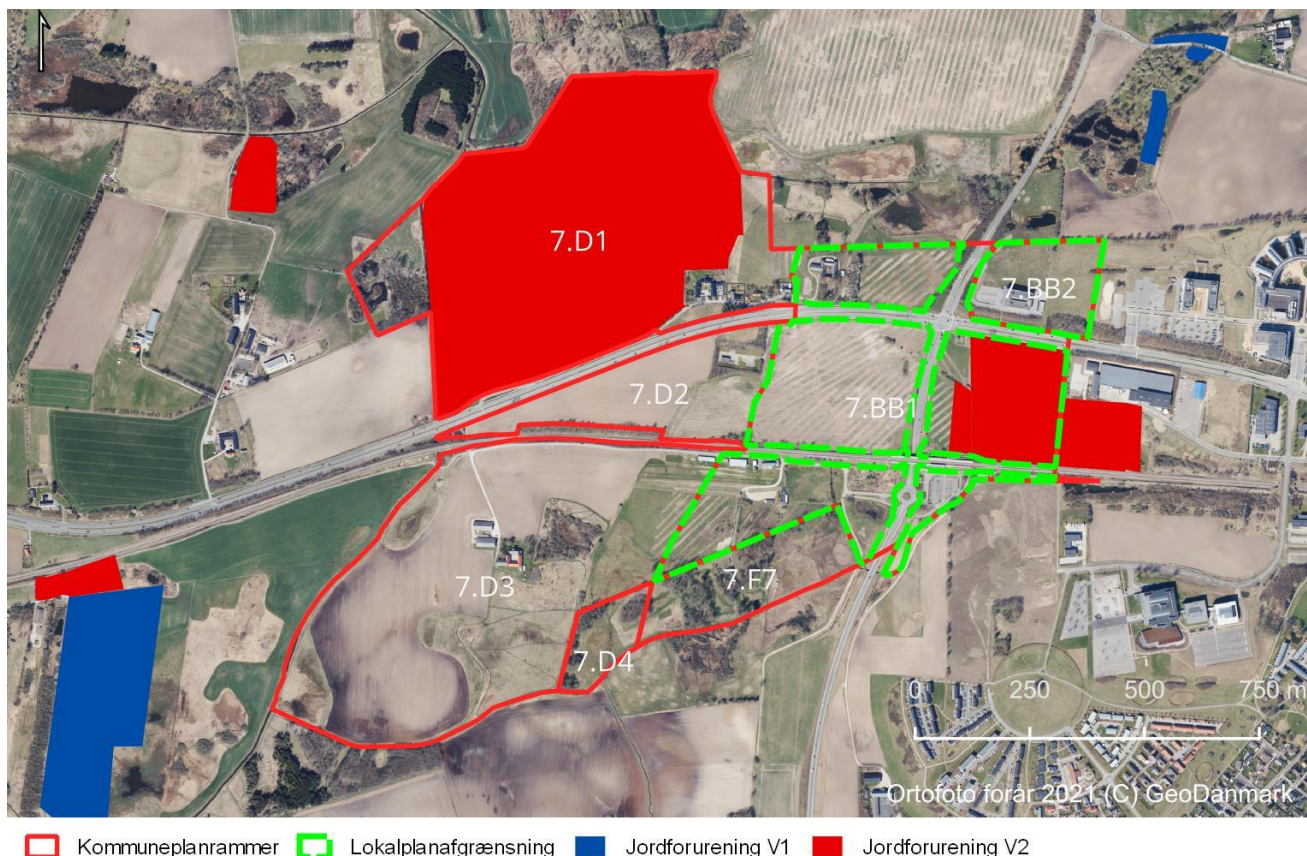 7.D1
7.BB2
7.D2
7.BB1
7.D3
7.F7
7.D4
0 250 500 750 m
Ortofoto forår 2021 (C) GeoDanmark
Kommuneplanrammer Lokalplanafgrænsning Jordforurening V1 Jordforurening V2